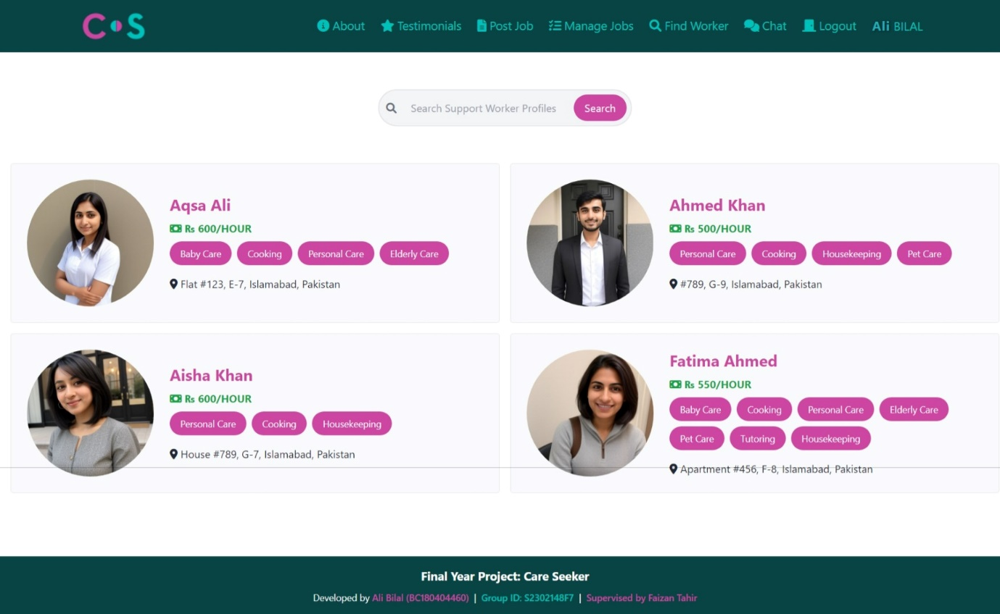 C S
About Testimonials Post Job Manage Jobs Find Worker Chat Logout Ali BILAL
Search Support Worker Profiles Search
Aqsa Ali
Rs 600/HOUR
Baby Care Cooking Personal Care Elderly Care
Flat #123, E-7, Islamabad, Pakistan
Ahmed Khan
Rs 500/HOUR
Personal Care Cooking Housekeeping Pet Care
#789, G-9, Islamabad, Pakistan
Aisha Khan
Rs 600/HOUR
Personal Care Cooking Housekeeping
House #789, G-7, Islamabad, Pakistan
Fatima Ahmed
Rs 550/HOUR
Baby Care Cooking Personal Care Elderly Care
Pet Care Tutoring Housekeeping
Apartment #456, F-8, Islamabad, Pakistan
Final Year Project: Care Seeker
Developed by Ali Bilal (BC180404460) | Group ID: S2302148F7 | Supervised by Faizan Tahir